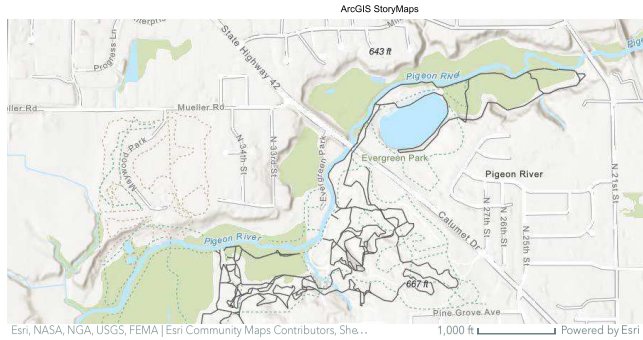 ArcGIS StoryMaps
643 ft
Progress Ln
State Highway 42
Pigeon River
Mueller Rd
N 34th St
N 33rd St
Maywood Park
Evergreen Park
Evergreen Park
Pigeon River
N 21st St
N 27th St
N 26th St
N 25th St
Calumet Dr
Pigeon River
667 ft
Pine Grove Ave
Esri, NASA, NGA, USGS, FEMA | Esri Community Maps Contributors, She...
1,000 ft
Powered by Esri